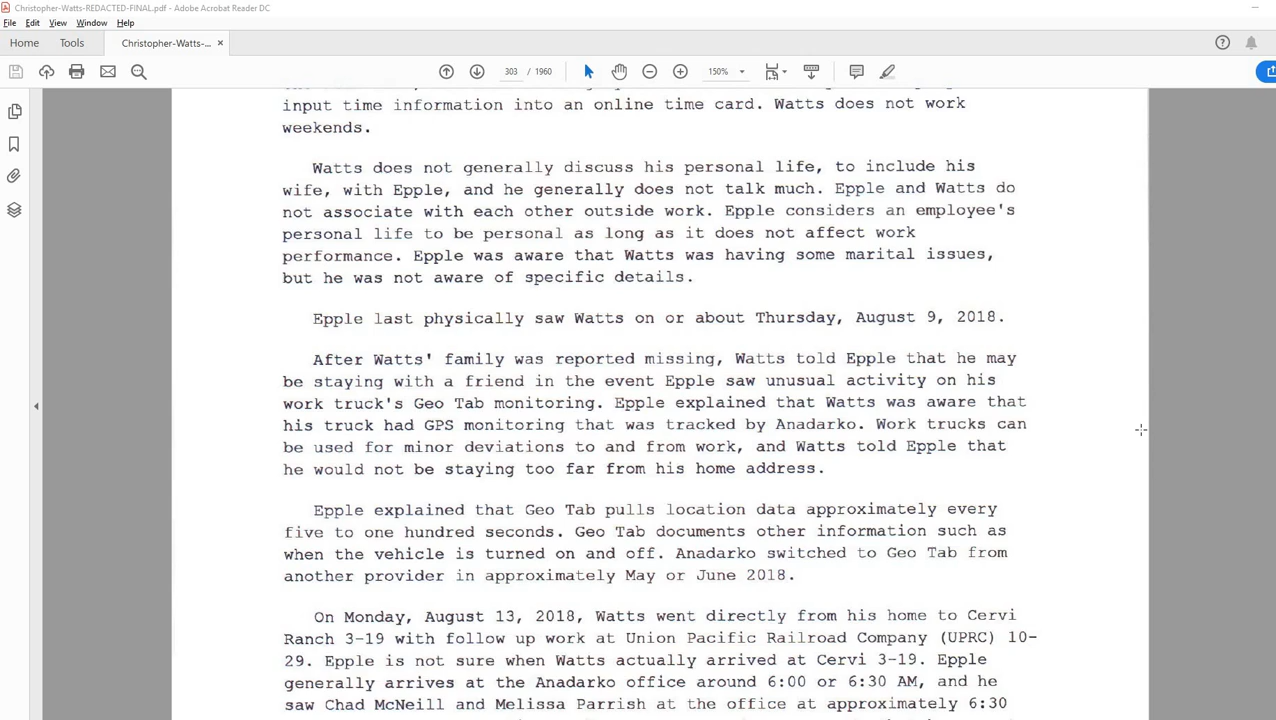 Christopher-Watts-REDACTED-FINAL.pdf - Adobe Acrobat Reader DC
File Edit View Window Help
Home Tools Christopher-Watts-... ×
303 / 1960 150%
input time information into an online time card. Watts does not work
weekends.
Watts does not generally discuss his personal life, to include his
wife, with Epple, and he generally does not talk much. Epple and Watts do
not associate with each other outside work. Epple considers an employee's
personal life to be personal as long as it does not affect work
performance. Epple was aware that Watts was having some marital issues,
but he was not aware of specific details.
Epple last physically saw Watts on or about Thursday, August 9, 2018.
After Watts' family was reported missing, Watts told Epple that he may
be staying with a friend in the event Epple saw unusual activity on his
work truck's Geo Tab monitoring. Epple explained that Watts was aware that
his truck had GPS monitoring that was tracked by Anadarko. Work trucks can
be used for minor deviations to and from work, and Watts told Epple that
he would not be staying too far from his home address.
Epple explained that Geo Tab pulls location data approximately every
five to one hundred seconds. Geo Tab documents other information such as
when the vehicle is turned on and off. Anadarko switched to Geo Tab from
another provider in approximately May or June 2018.
On Monday, August 13, 2018, Watts went directly from his home to Cervi
Ranch 3-19 with follow up work at Union Pacific Railroad Company (UPRC) 10-
29. Epple is not sure when Watts actually arrived at Cervi 3-19. Epple
generally arrives at the Anadarko office around 6:00 or 6:30 AM, and he
saw Chad McNeill and Melissa Parrish at the office at approximately 6:30